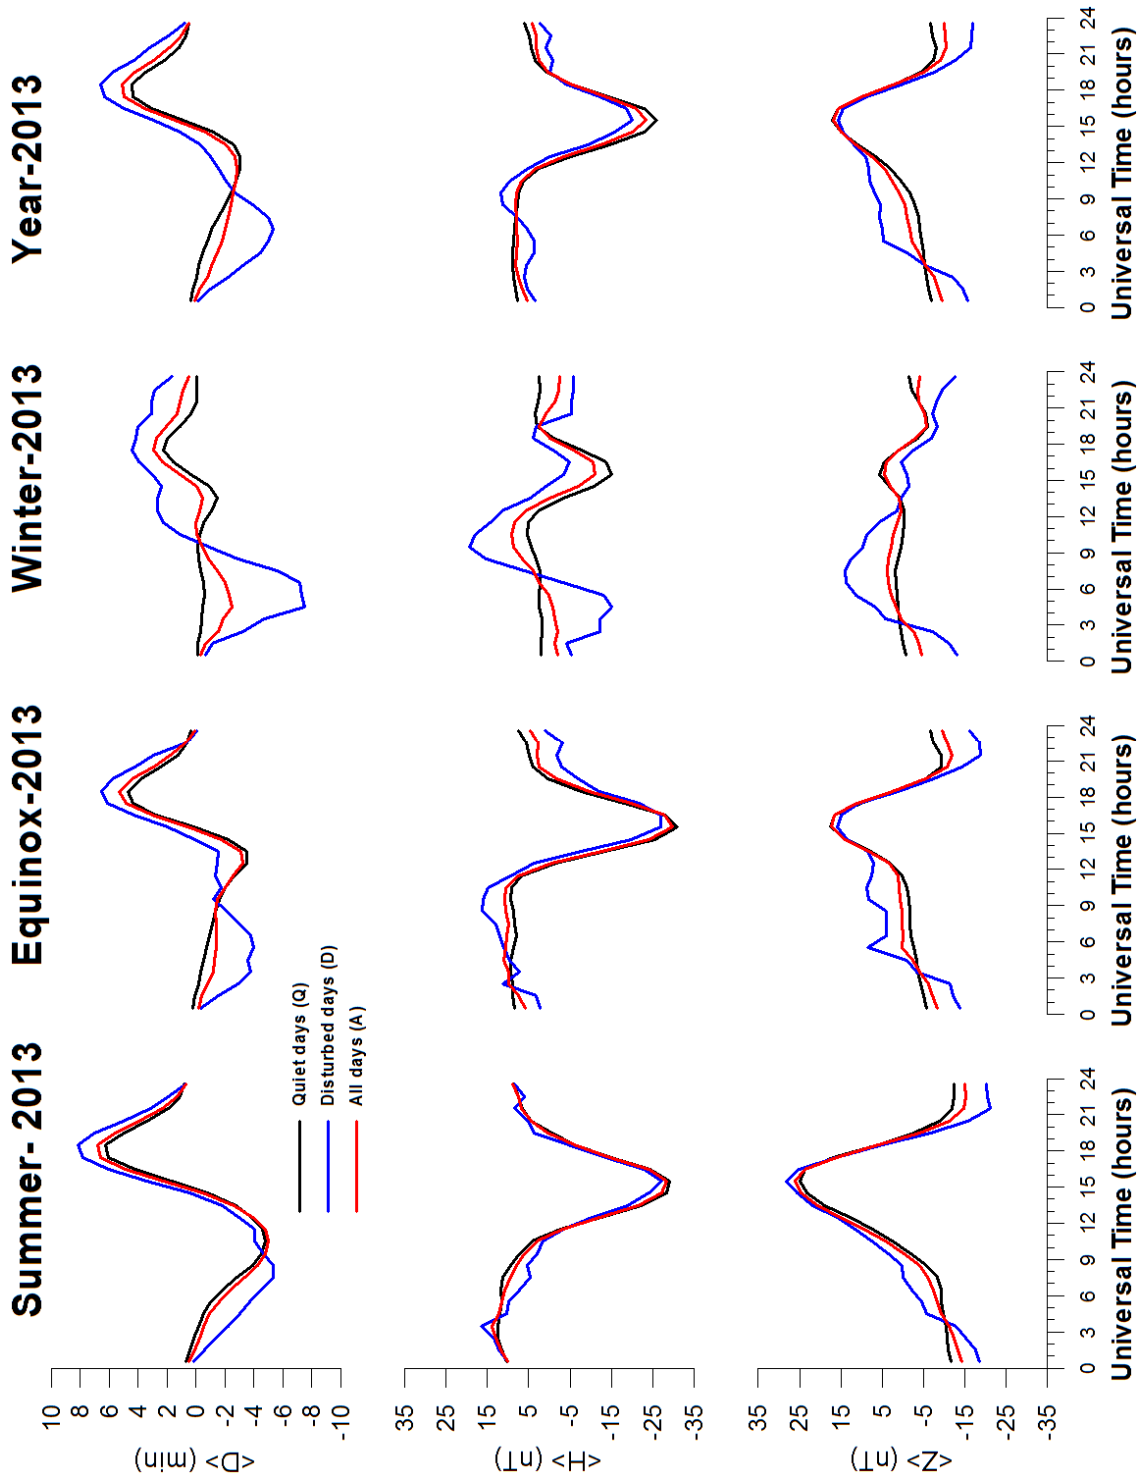 Summer- 2013
Equinox-2013
Winter-2013
Year-2013
<D> (min)
10
8
6
4
2
0
-2
-4
-6
-8
-10
Quiet days (Q)
Disturbed days (D)
All days (A)
<H> (nT)
35
25
15
5
-5
-15
-25
-35
<Z> (nT)
35
25
15
5
-5
-15
-25
-35
0 3 6 9 12 15 18 21 24
0 3 6 9 12 15 18 21 24
0 3 6 9 12 15 18 21 24
0 3 6 9 12 15 18 21 24
Universal Time (hours)
Universal Time (hours)
Universal Time (hours)
Universal Time (hours)